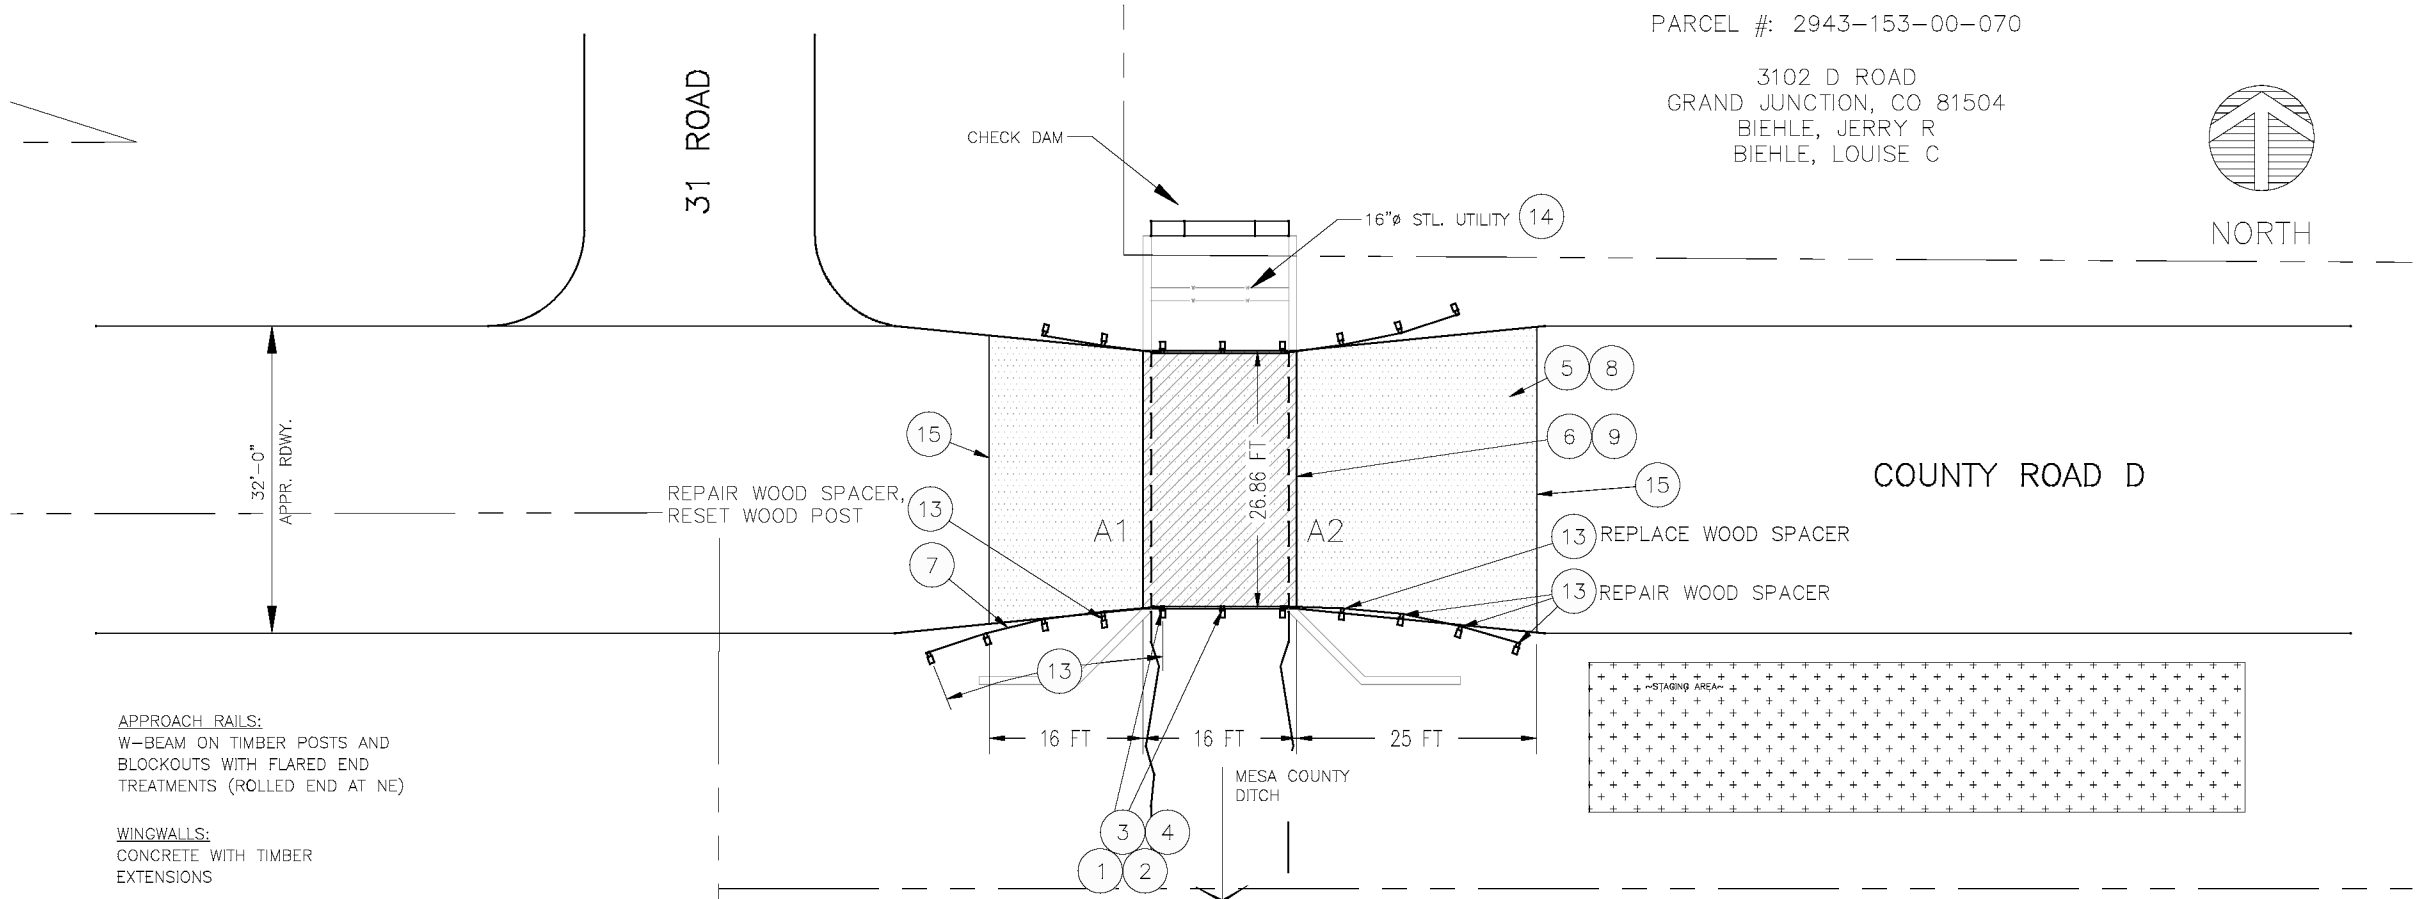 PARCEL #: 2943-153-00-070
3102 D ROAD
GRAND JUNCTION, CO 81504
BIEHLE, JERRY R
BIEHLE, LOUISE C
NORTH
31 ROAD
CHECK DAM
16"ø STL. UTILITY 14
w w
w w
5 8
15
6 9
32'-0"
APPR. RDWY.
26.86 FT
COUNTY ROAD D
REPAIR WOOD SPACER,
RESET WOOD POST
13
15
A1
A2
13 REPLACE WOOD SPACER
7
13 REPAIR WOOD SPACER
13
~STAGING AREA~
APPROACH RAILS:
W-BEAM ON TIMBER POSTS AND
BLOCKOUTS WITH FLARED END
TREATMENTS (ROLLED END AT NE)
16 FT
16 FT
25 FT
MESA COUNTY
DITCH
WINGWALLS:
CONCRETE WITH TIMBER
EXTENSIONS
3 4
1 2